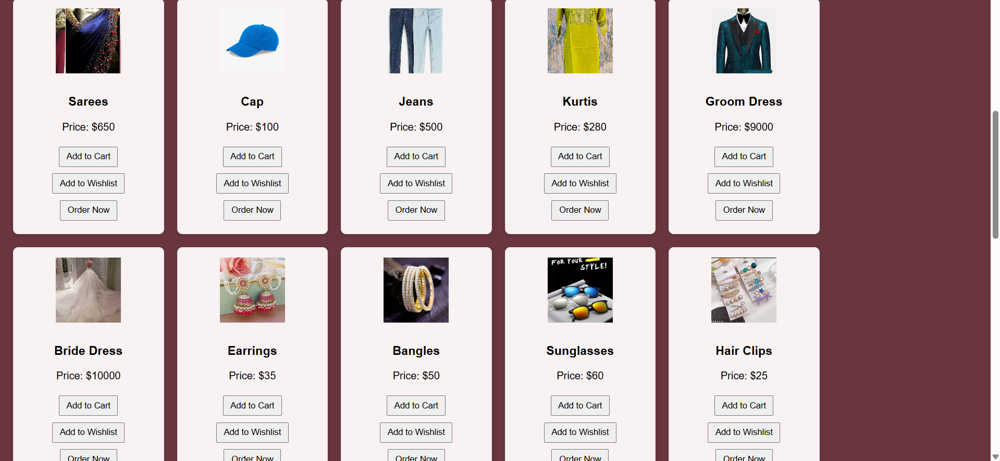 Sarees
Cap
Jeans
Kurtis
Groom Dress
Price: $650
Price: $100
Price: $500
Price: $280
Price: $9000
Add to Cart
Add to Cart
Add to Cart
Add to Cart
Add to Cart
Add to Wishlist
Add to Wishlist
Add to Wishlist
Add to Wishlist
Add to Wishlist
Order Now
Order Now
Order Now
Order Now
Order Now
FOR YOUR
STYLE!
Bride Dress
Earrings
Bangles
Sunglasses
Hair Clips
Price: $10000
Price: $35
Price: $50
Price: $60
Price: $25
Add to Cart
Add to Cart
Add to Cart
Add to Cart
Add to Cart
Add to Wishlist
Add to Wishlist
Add to Wishlist
Add to Wishlist
Add to Wishlist
Order Now
Order Now
Order Now
Order Now
Order Now